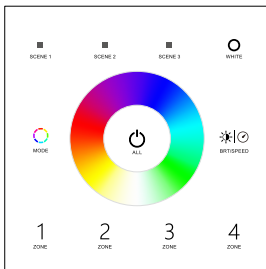 SCENE 1 SCENE 2 SCENE 3 WHITE
MODE ALL BRT/SPEED
1 2 3 4
ZONE ZONE ZONE ZONE